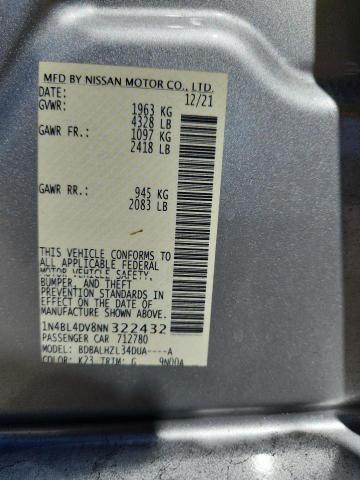 MFD BY NISSAN MOTOR CO., LTD.
DATE: 12/21
GVWR: 1963 KG
4328 LB
GAWR FR.: 1097 KG
2418 LB
GAWR RR.: 945 KG
2083 LB
THIS VEHICLE CONFORMS TO
ALL APPLICABLE FEDERAL
MOTOR VEHICLE SAFETY,
BUMPER, AND THEFT
PREVENTION STANDARDS IN
EFFECT ON THE DATE OF
MANUFACTURE SHOWN ABOVE.
1N4BL4DV8NN322432
PASSENGER CAR 712780
MODEL: BDBALHZL34DUA----A
COLOR: K23 TRIM: G 9N00A